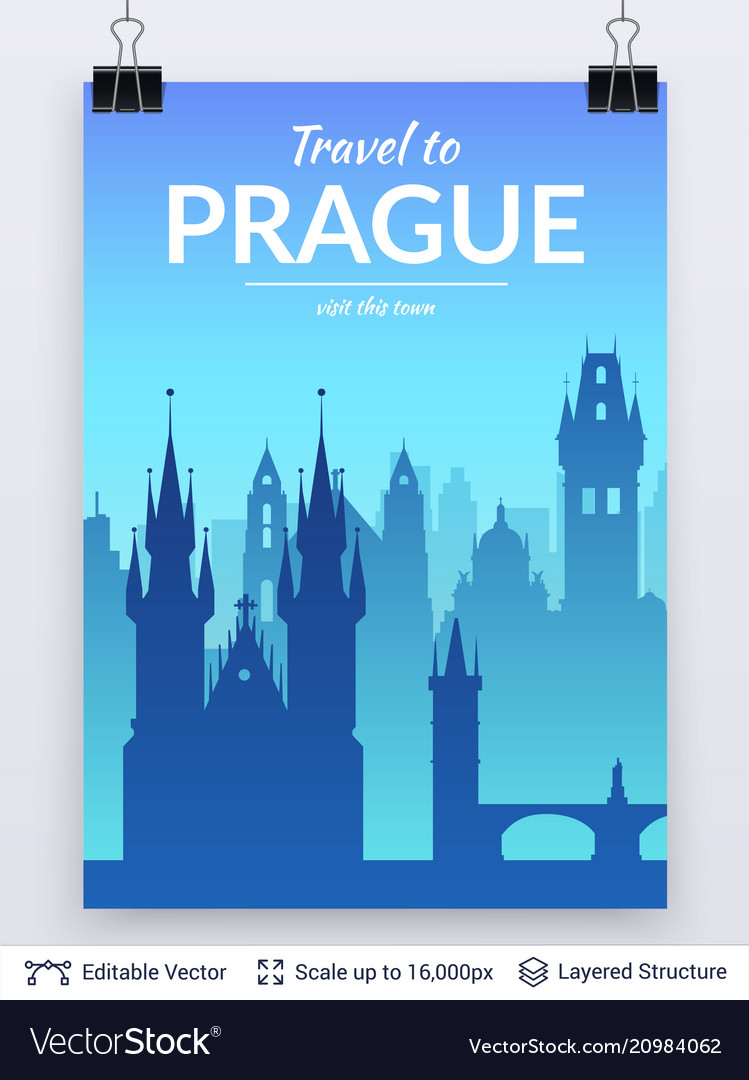 Travel to
PRAGUE
visit this town
Editable Vector
Scale up to 16,000px
Layered Structure
VectorStock®
VectorStock.com/20984062